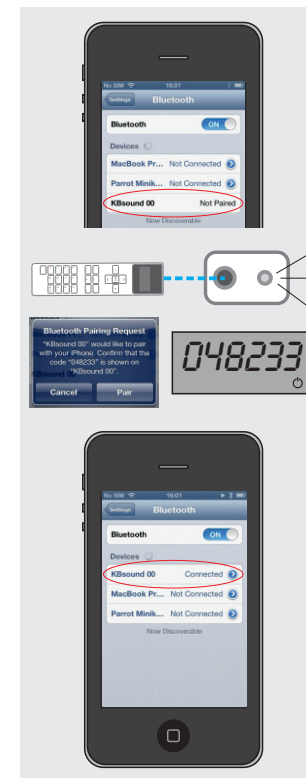 No SIM 16:01
Settings Bluetooth
Bluetooth ON
Devices
MacBook Pr... Not Connected
Parrot Minik... Not Connected
KBsound 00 Not Paired
Now Discoverable
Bluetooth Pairing Request
"KBsound 00" would like to pair
with your iPhone. Confirm that the
code "048233" is shown on
"KBsound 00".
Cancel Pair
048233
No SIM 16:01
Settings Bluetooth
Bluetooth ON
Devices
KBsound 00 Connected
MacBook Pr... Not Connected
Parrot Minik... Not Connected
Now Discoverable